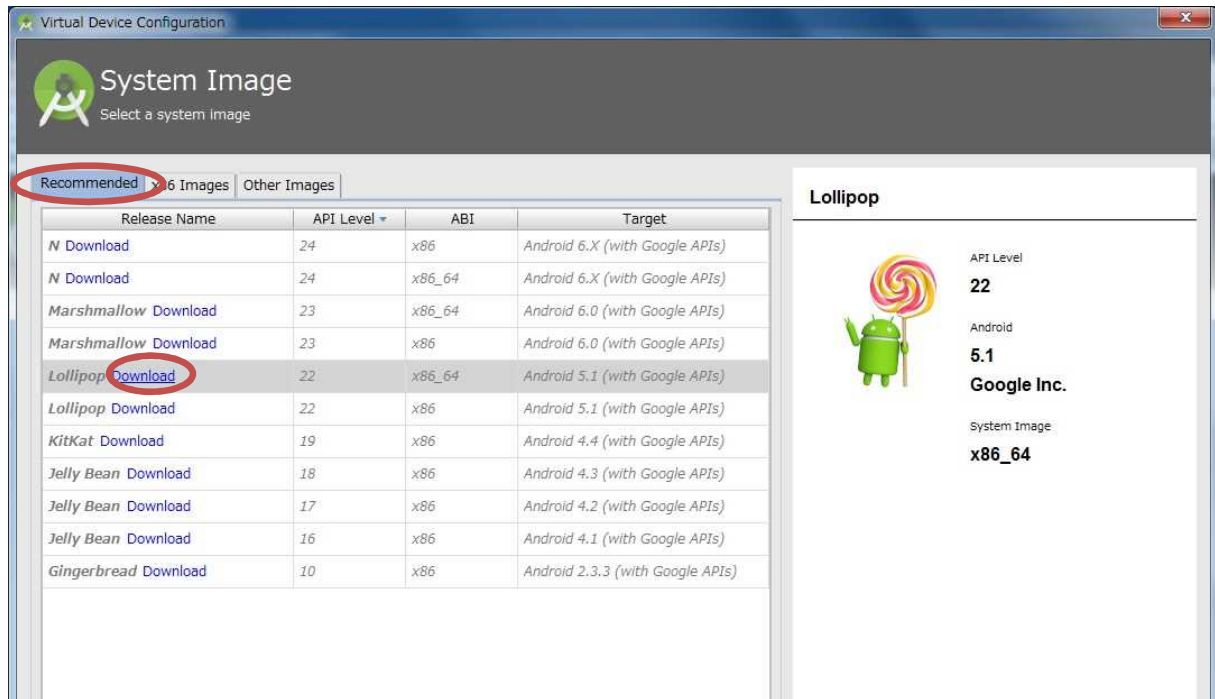 Virtual Device Configuration
System Image
Select a system image
Recommended x86 Images Other Images
Release Name API Level ABI Target
N Download 24 x86 Android 6.X (with Google APIs)
N Download 24 x86_64 Android 6.X (with Google APIs)
Marshmallow Download 23 x86_64 Android 6.0 (with Google APIs)
Marshmallow Download 23 x86 Android 6.0 (with Google APIs)
Lollipop Download 22 x86_64 Android 5.1 (with Google APIs)
Lollipop Download 22 x86 Android 5.1 (with Google APIs)
KitKat Download 19 x86 Android 4.4 (with Google APIs)
Jelly Bean Download 18 x86 Android 4.3 (with Google APIs)
Jelly Bean Download 17 x86 Android 4.2 (with Google APIs)
Jelly Bean Download 16 x86 Android 4.1 (with Google APIs)
Gingerbread Download 10 x86 Android 2.3.3 (with Google APIs)
Lollipop
API Level
22
Android
5.1
Google Inc.
System Image
x86_64